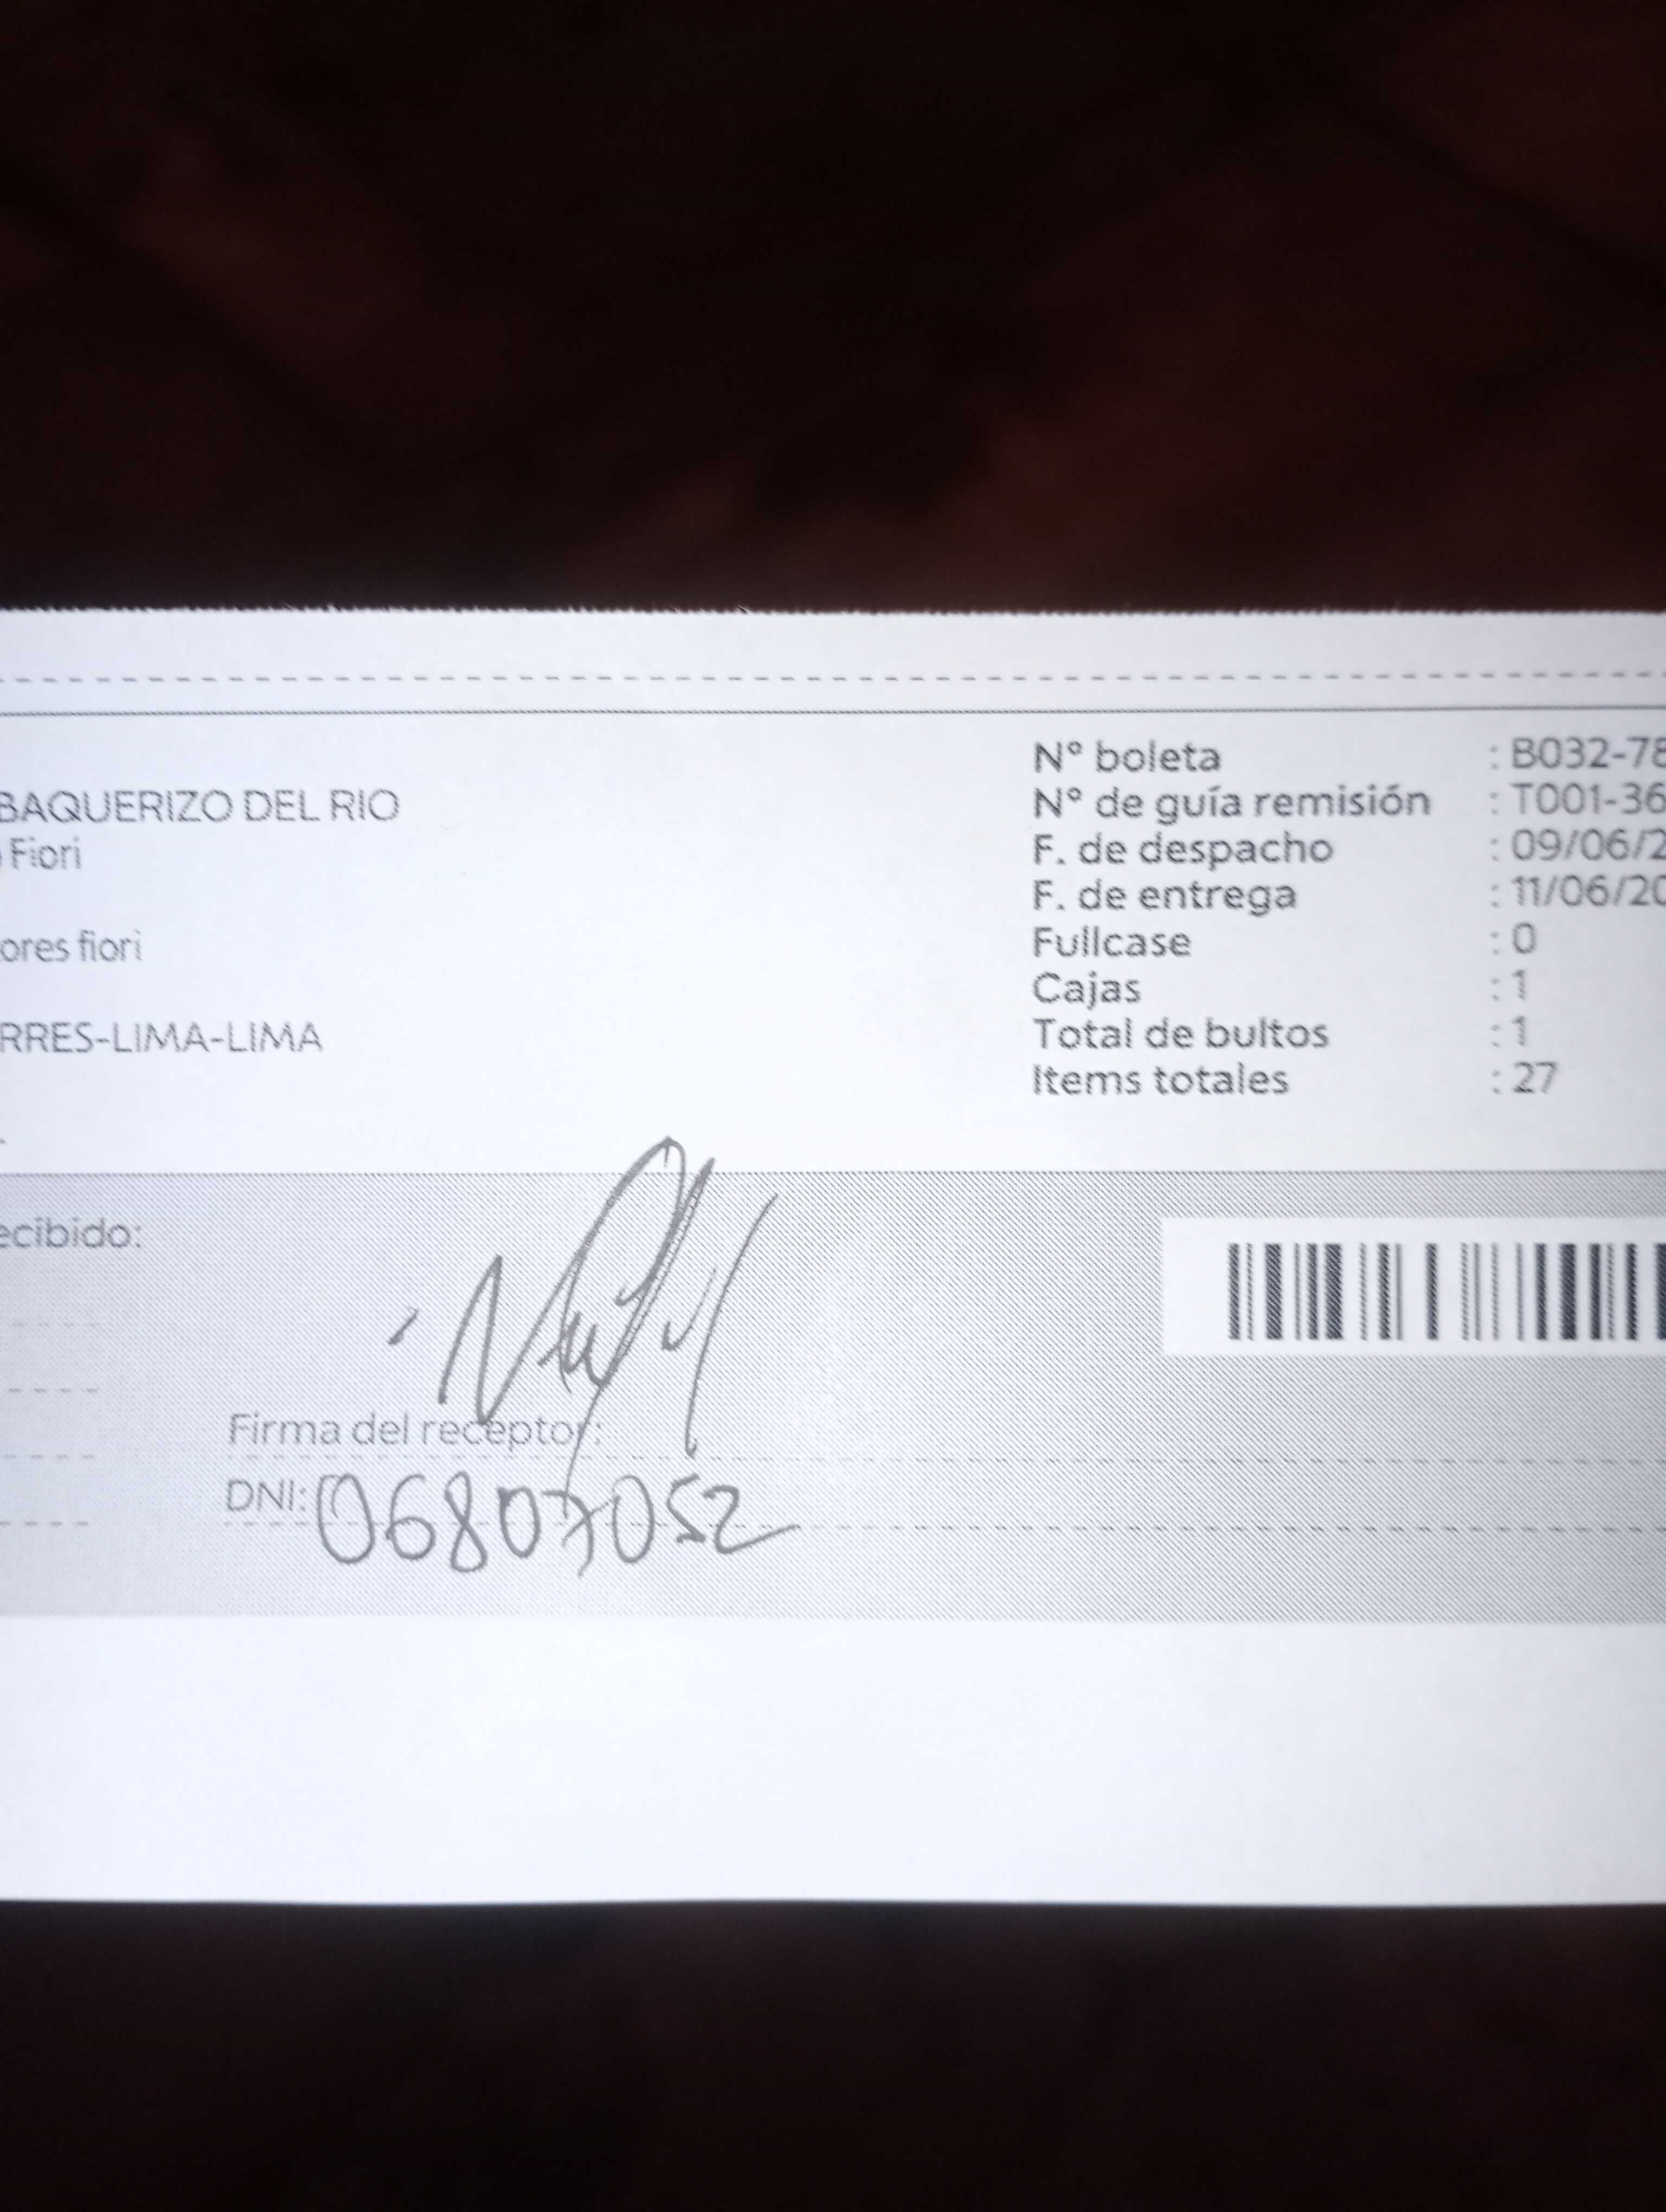 BAQUERIZO DEL RIO
Fiori
ores fiori
RRES-LIMA-LIMA
N° boleta : B032-78
N° de guía remisión : T001-36
F. de despacho : 09/06/2
F. de entrega : 11/06/20
Fullcase : 0
Cajas : 1
Total de bultos : 1
Items totales : 27
ecibido:
Firma del receptor:
DNI: 06807052